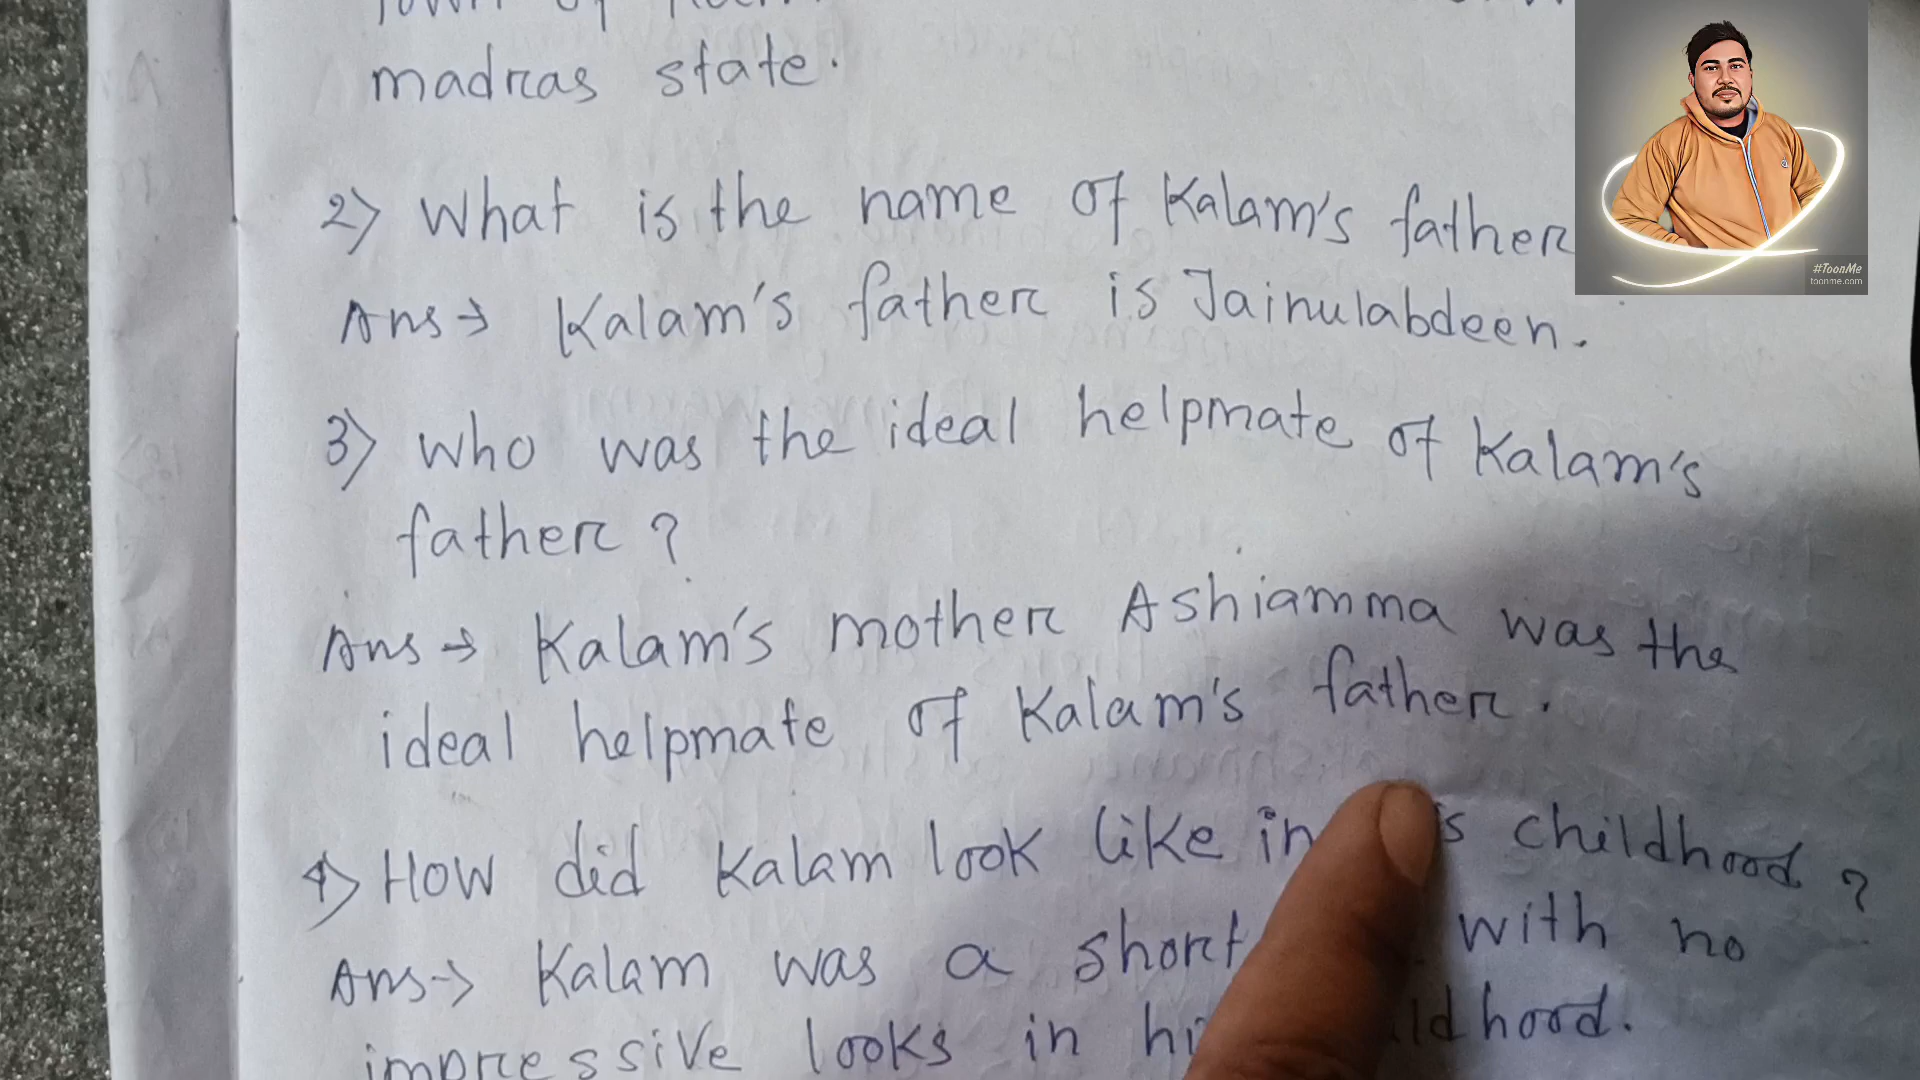 madras state.
2) What is the name of Kalam's father
Ans → Kalam's father is Jainulabdeen.
3) Who was the ideal helpmate of Kalam's
father ?
Ans → Kalam's mother Ashiamma was the
ideal helpmate of Kalam's father.
4) How did Kalam look like in childhood ?
Ans → Kalam was a short with no
impressive looks in
#ToonMe
toonme.com